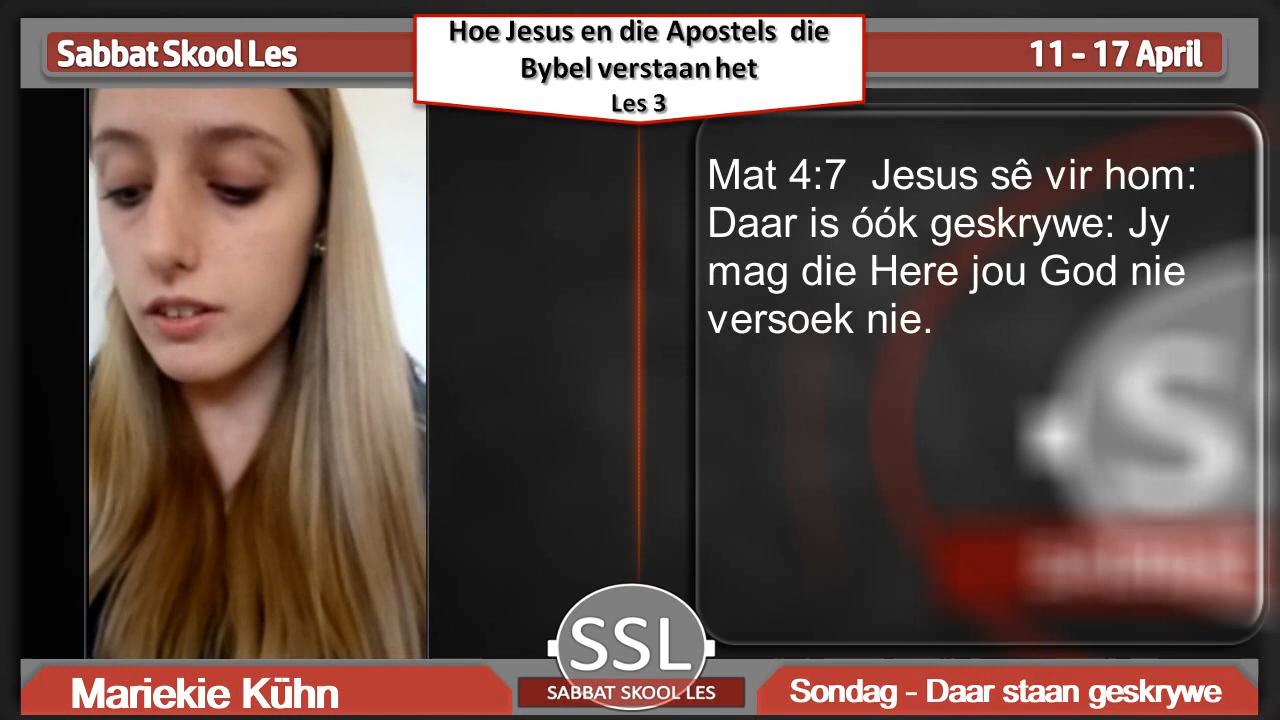 Sabbat Skool Les
Hoe Jesus en die Apostels die
Bybel verstaan het
Les 3
11 - 17 April
Mat 4:7 Jesus sê vir hom:
Daar is óók geskrywe: Jy
mag die Here jou God nie
versoek nie.
Mariekie Kühn
SSL
SABBAT SKOOL LES
Sondag - Daar staan geskrywe